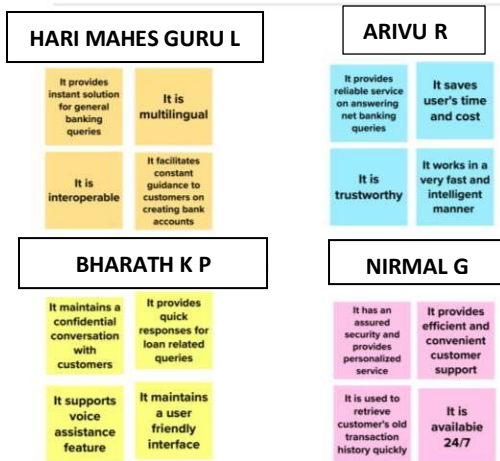 HARI MAHES GURU L
It provides
instant solution
for general
banking
queries
It is
multilingual
It is
interoperable
It facilitates
constant
guidance to
customers on
creating bank
accounts
ARIVU R
It provides
reliable service
on answering
net banking
queries
It saves
user's time
and cost
It is
trustworthy
It works in a
very fast and
intelligent
manner
BHARATH K P
It maintains a
confidential
conversation
with
customers
It provides
quick
responses for
loan related
queries
It supports
voice
assistance
feature
It maintains
a user
friendly
interface
NIRMAL G
It has an
assured
security and
provides
personalized
service
It provides
efficient and
convenient
customer
support
It is used to
retrieve
customer's old
transaction
history quickly
It is
available
24/7